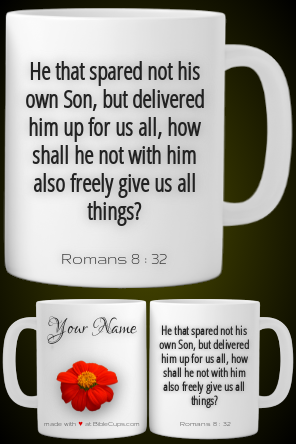 He that spared not his
own Son, but delivered
him up for us all, how
shall he not with him
also freely give us all
things?
Romans 8 : 32
Your Name
made with ♥ at BibleCups.com
He that spared not his
own Son, but delivered
him up for us all, how
shall he not with him
also freely give us all
things?
Romans 8 : 32